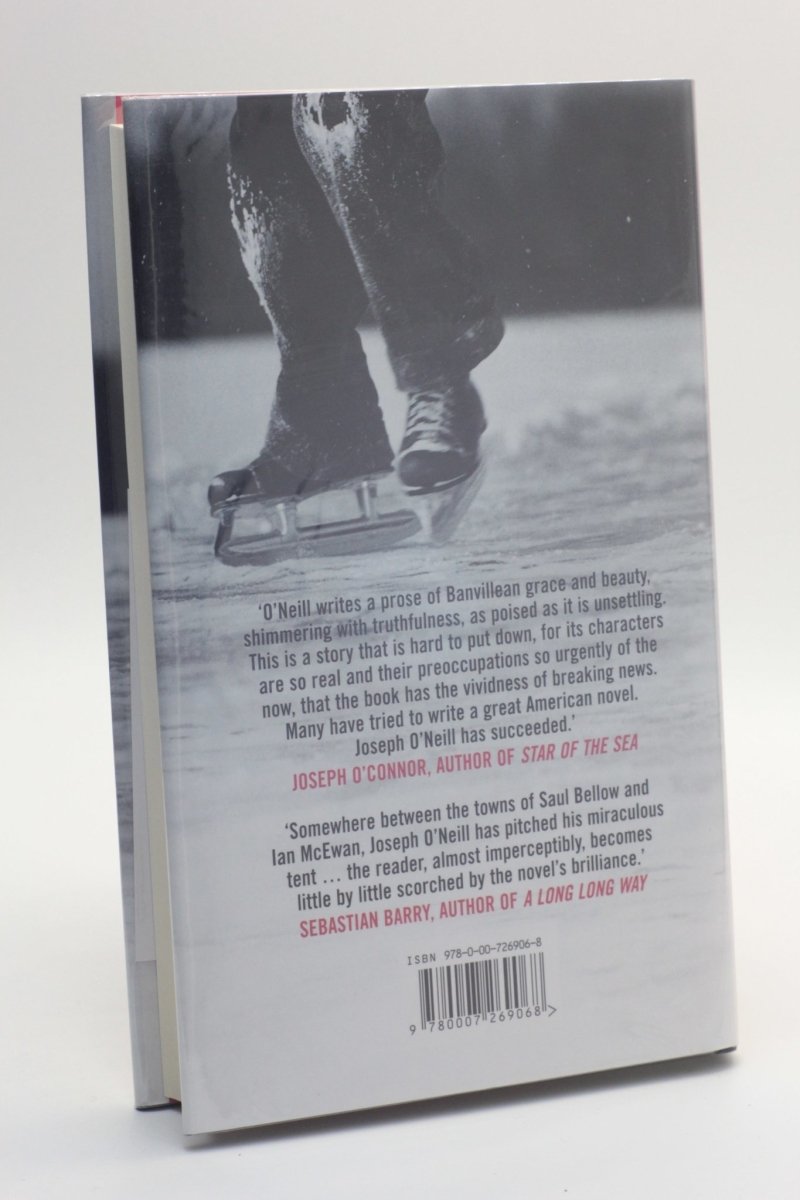 ‘O’Neill writes a prose of Banvillean grace and beauty,
shimmering with truthfulness, as poised as it is unsettling.
This is a story that is hard to put down, for its characters
are so real and their preoccupations so urgently of the
now, that the book has the vividness of breaking news.
Many have tried to write a great American novel.
Joseph O’Neill has succeeded.’
JOSEPH O’CONNOR, AUTHOR OF STAR OF THE SEA
‘Somewhere between the towns of Saul Bellow and
Ian McEwan, Joseph O’Neill has pitched his miraculous
tent ... the reader, almost imperceptibly, becomes
little by little scorched by the novel’s brilliance.’
SEBASTIAN BARRY, AUTHOR OF A LONG LONG WAY
ISBN 978-0-00-726906-8
9 780007 269068 >